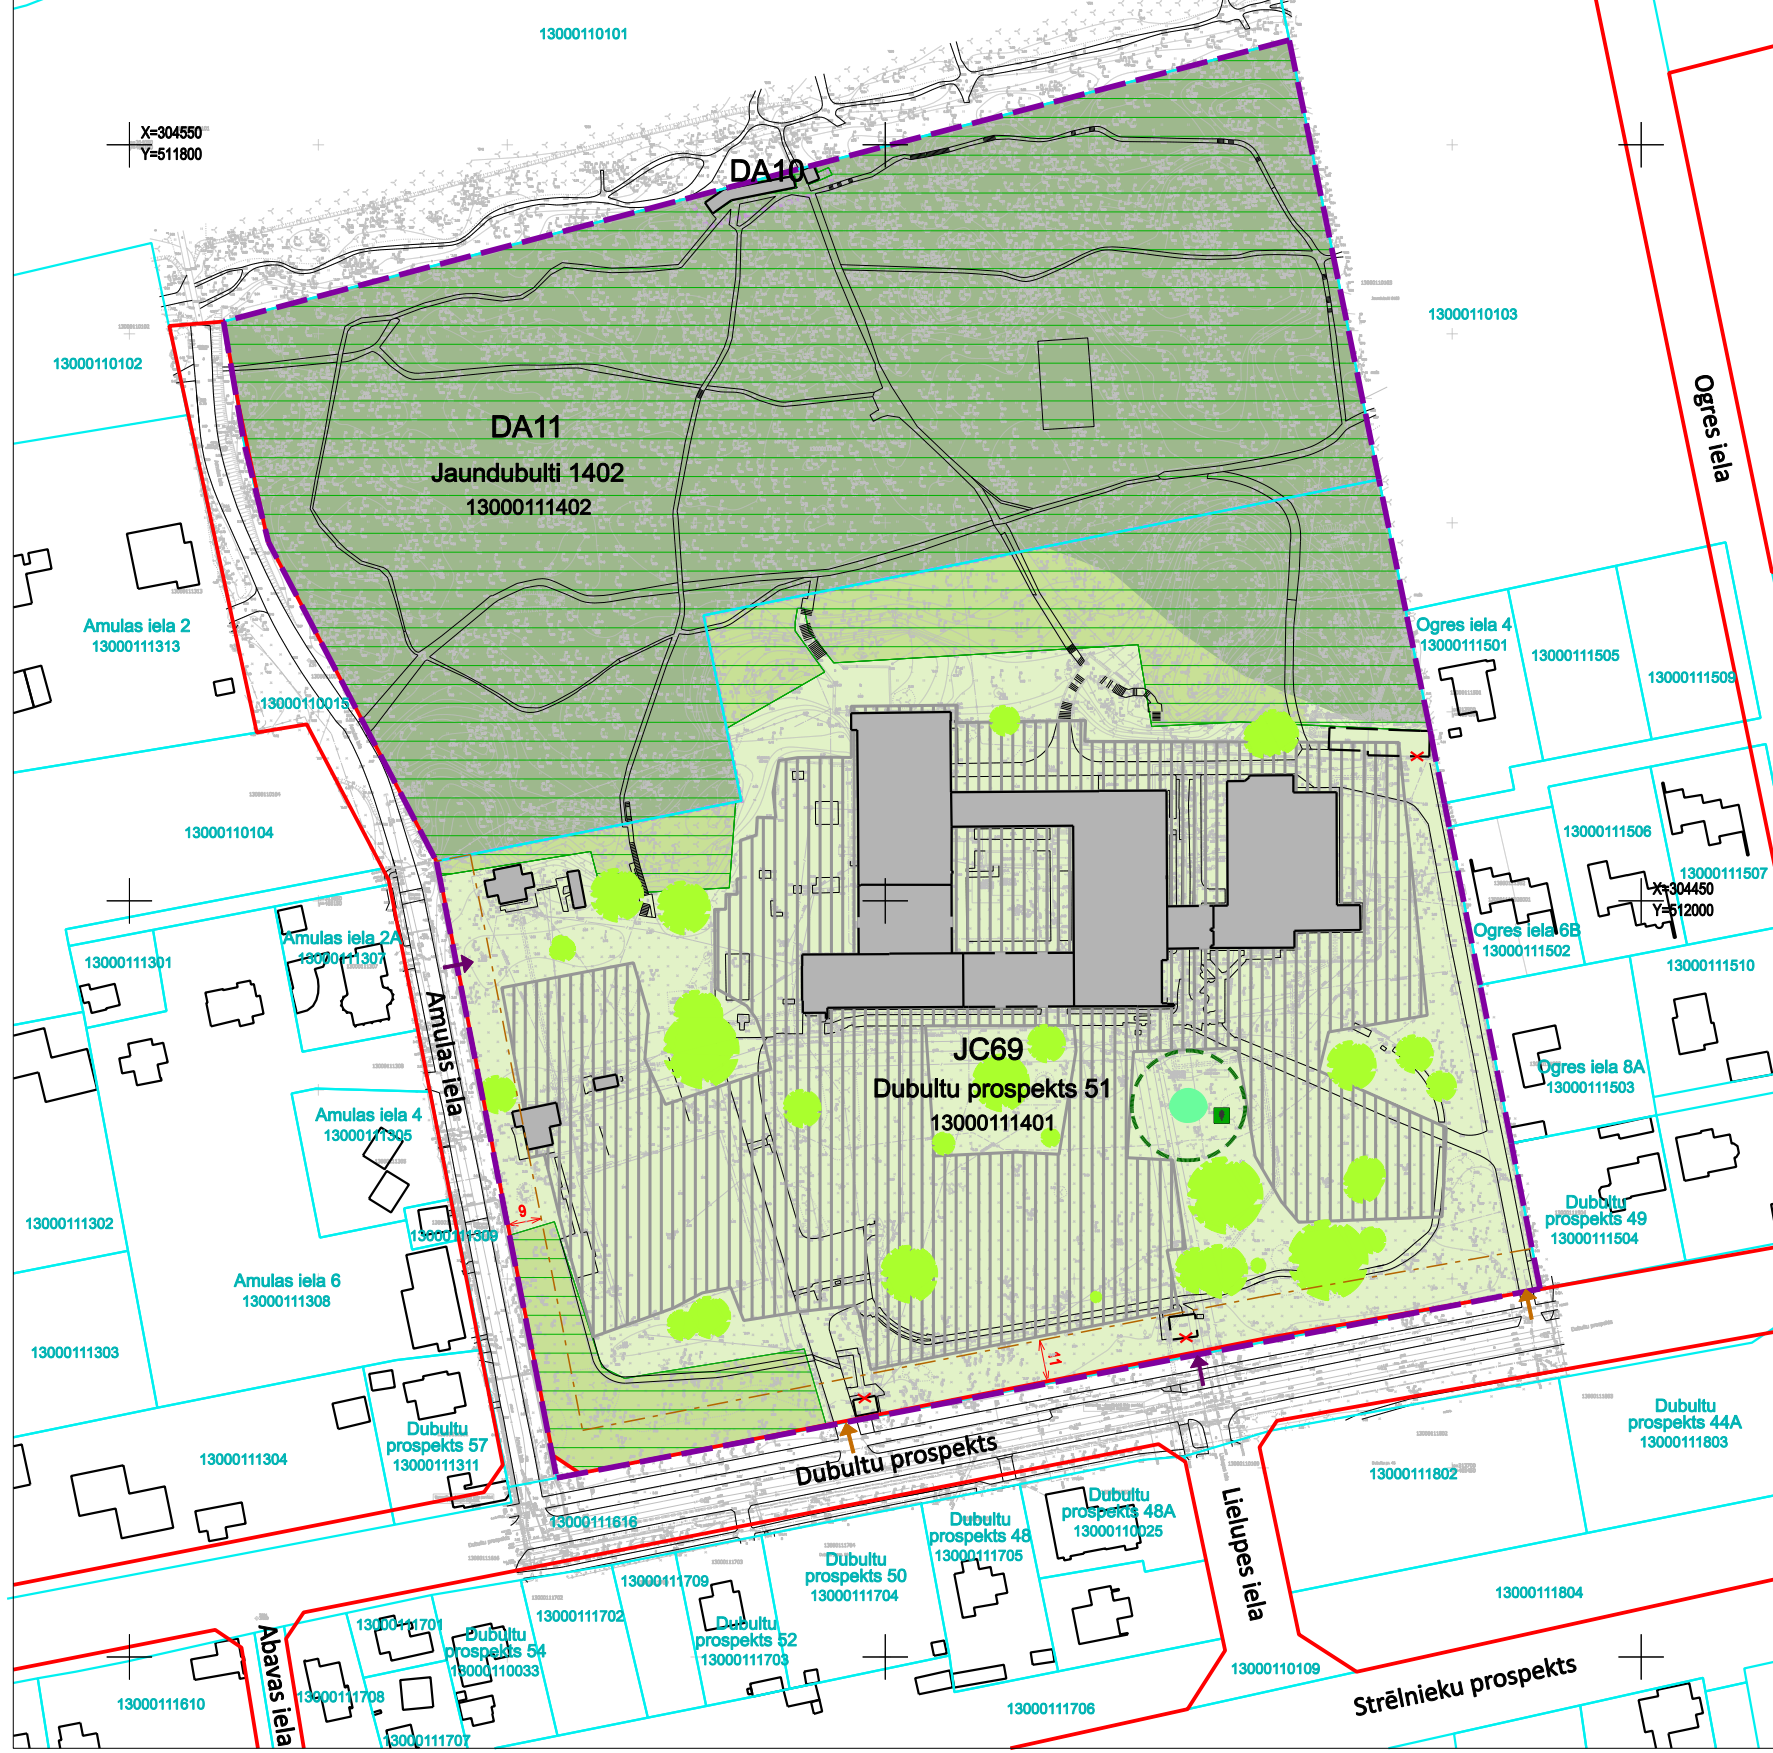 13000110101
X=304550
Y=511800
DA10
13000110103
13000110102
Ogres iela
DA11
Jaundubulti 1402
13000111402
Amulas iela 2
13000111313
Ogres iela 4
13000111501
13000111505
13000111509
13000110015
13000110104
13000111506
13000111507
X=304450
Y=512000
Amulas iela 2A
13000111307
13000111301
Ogres iela 6B
13000111502
13000111510
Amulas iela
JC69
Dubultu prospekts 51
13000111401
Ogres iela 8A
13000111503
Amulas iela 4
13000111305
13000111302
13000111309
9
Dubultu
prospekts 49
13000111504
Amulas iela 6
13000111308
13000111303
11
Dubultu
prospekts 57
13000111311
13000111304
Dubultu prospekts
Dubultu
prospekts 44A
13000111803
13000111802
Dubultu
prospekts 48A
13000110025
Lielupes iela
13000111616
Dubultu
prospekts 48
13000111705
Dubultu
prospekts 50
13000111704
13000111709
13000111702
13000111804
13000111701
Dubultu
prospekts 54
13000110033
Dubultu
prospekts 52
13000111703
Abavas iela
13000110109
Strēlnieku prospekts
13000111610
13000111708
13000111706
13000111707